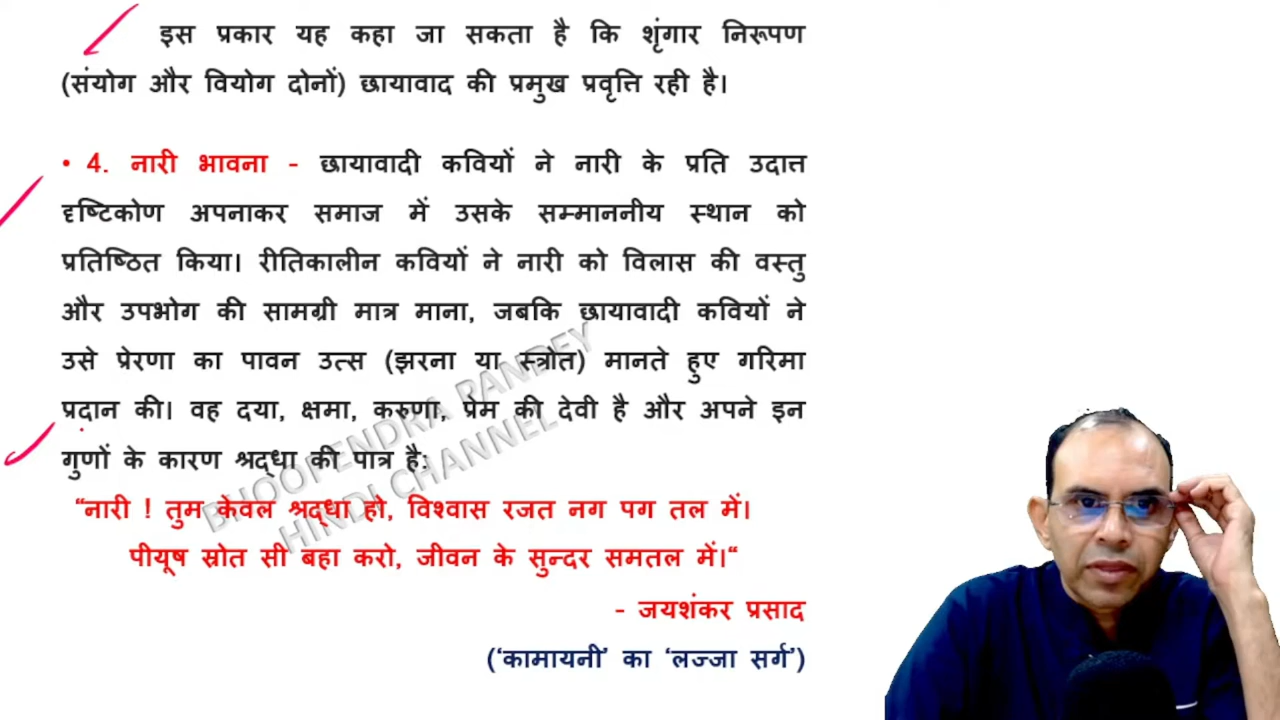 इस प्रकार यह कहा जा सकता है कि शृंगार निरूपण
(संयोग और वियोग दोनों) छायावाद की प्रमुख प्रवृत्ति रही है।
• 4. नारी भावना - छायावादी कवियों ने नारी के प्रति उदात्त
दृष्टिकोण अपनाकर समाज में उसके सम्माननीय स्थान को
प्रतिष्ठित किया। रीतिकालीन कवियों ने नारी को विलास की वस्तु
और उपभोग की सामग्री मात्र माना, जबकि छायावादी कवियों ने
उसे प्रेरणा का पावन उत्स (झरना या स्त्रोत) मानते हुए गरिमा
प्रदान की। वह दया, क्षमा, करुणा, प्रेम की देवी है और अपने इन
गुणों के कारण श्रद्धा की पात्र है:
“नारी ! तुम केवल श्रद्धा हो, विश्वास रजत नग पग तल में।
पीयूष स्रोत सी बहा करो, जीवन के सुन्दर समतल में।“
- जयशंकर प्रसाद
(‘कामायनी’ का ‘लज्जा सर्ग’)
BHOOPENDRA PANDEY
HINDI CHANNEL